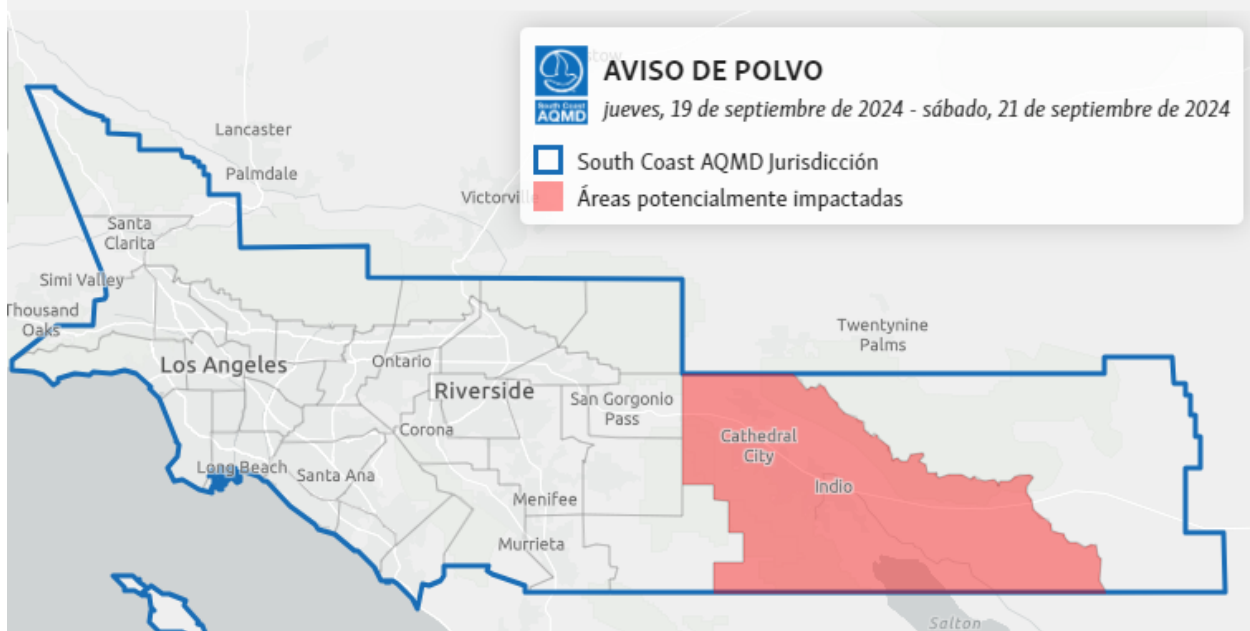 AVISO DE POLVO
jueves, 19 de septiembre de 2024 - sábado, 21 de septiembre de 2024
South Coast
AQMD
South Coast AQMD Jurisdicción
Áreas potencialmente impactadas
Lancaster
Palmdale
Victorville
Santa
Clarita
Simi Valley
Thousand
Oaks
Twentynine
Palms
Los Angeles
Ontario
Riverside
San Gorgonio
Pass
Corona
Cathedral
City
Long Beach
Santa Ana
Indio
Menifee
Murrieta
Salton